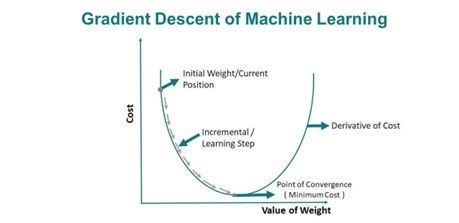 Gradient Descent of Machine Learning
Initial Weight/Current
Position
Cost
Incremental /
Learning Step
Derivative of Cost
Point of Convergence
( Minimum Cost )
Value of Weight